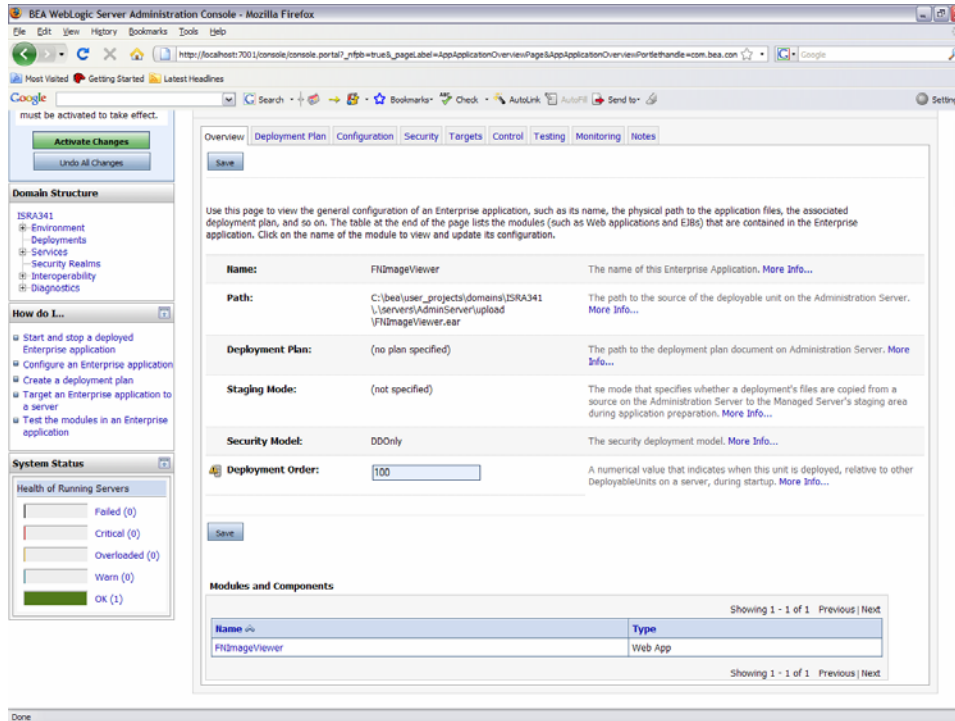 BEA WebLogic Server Administration Console - Mozilla Firefox
File Edit View History Bookmarks Tools Help
http://localhost:7001/console/console.portal?_nfpb=true&_pageLabel=AppApplicationOverviewPage&AppApplicationOverviewPortlethandle=com.bea.con
Google
Most Visited Getting Started Latest Headlines
Google Search Bookmarks Check AutoLink AutoFill Send to Setting
must be activated to take effect.
Activate Changes
Undo All Changes
Domain Structure
ISRA341
Environment
Deployments
Services
Security Realms
Interoperability
Diagnostics
How do I...
Start and stop a deployed
Enterprise application
Configure an Enterprise application
Create a deployment plan
Target an Enterprise application to
a server
Test the modules in an Enterprise
application
System Status
Health of Running Servers
Failed (0)
Critical (0)
Overloaded (0)
Warn (0)
OK (1)
Overview Deployment Plan Configuration Security Targets Control Testing Monitoring Notes
Save
Use this page to view the general configuration of an Enterprise application, such as its name, the physical path to the application files, the associated
deployment plan, and so on. The table at the end of the page lists the modules (such as Web applications and EJBs) that are contained in the Enterprise
application. Click on the name of the module to view and update its configuration.
Name: FNImageViewer The name of this Enterprise Application. More Info...
Path: C:\bea\user_projects\domains\ISRA341 The path to the source of the deployable unit on the Administration Server.
\.\servers\AdminServer\upload More Info...
\FNImageViewer.ear
Deployment Plan: (no plan specified) The path to the deployment plan document on Administration Server. More
Info...
Staging Mode: (not specified) The mode that specifies whether a deployment's files are copied from a
source on the Administration Server to the Managed Server's staging area
during application preparation. More Info...
Security Model: DDOnly The security deployment model. More Info...
Deployment Order: 100 A numerical value that indicates when this unit is deployed, relative to other
DeployableUnits on a server, during startup. More Info...
Save
Modules and Components
Showing 1 - 1 of 1 Previous | Next
Name Type
FNImageViewer Web App
Showing 1 - 1 of 1 Previous | Next
Done